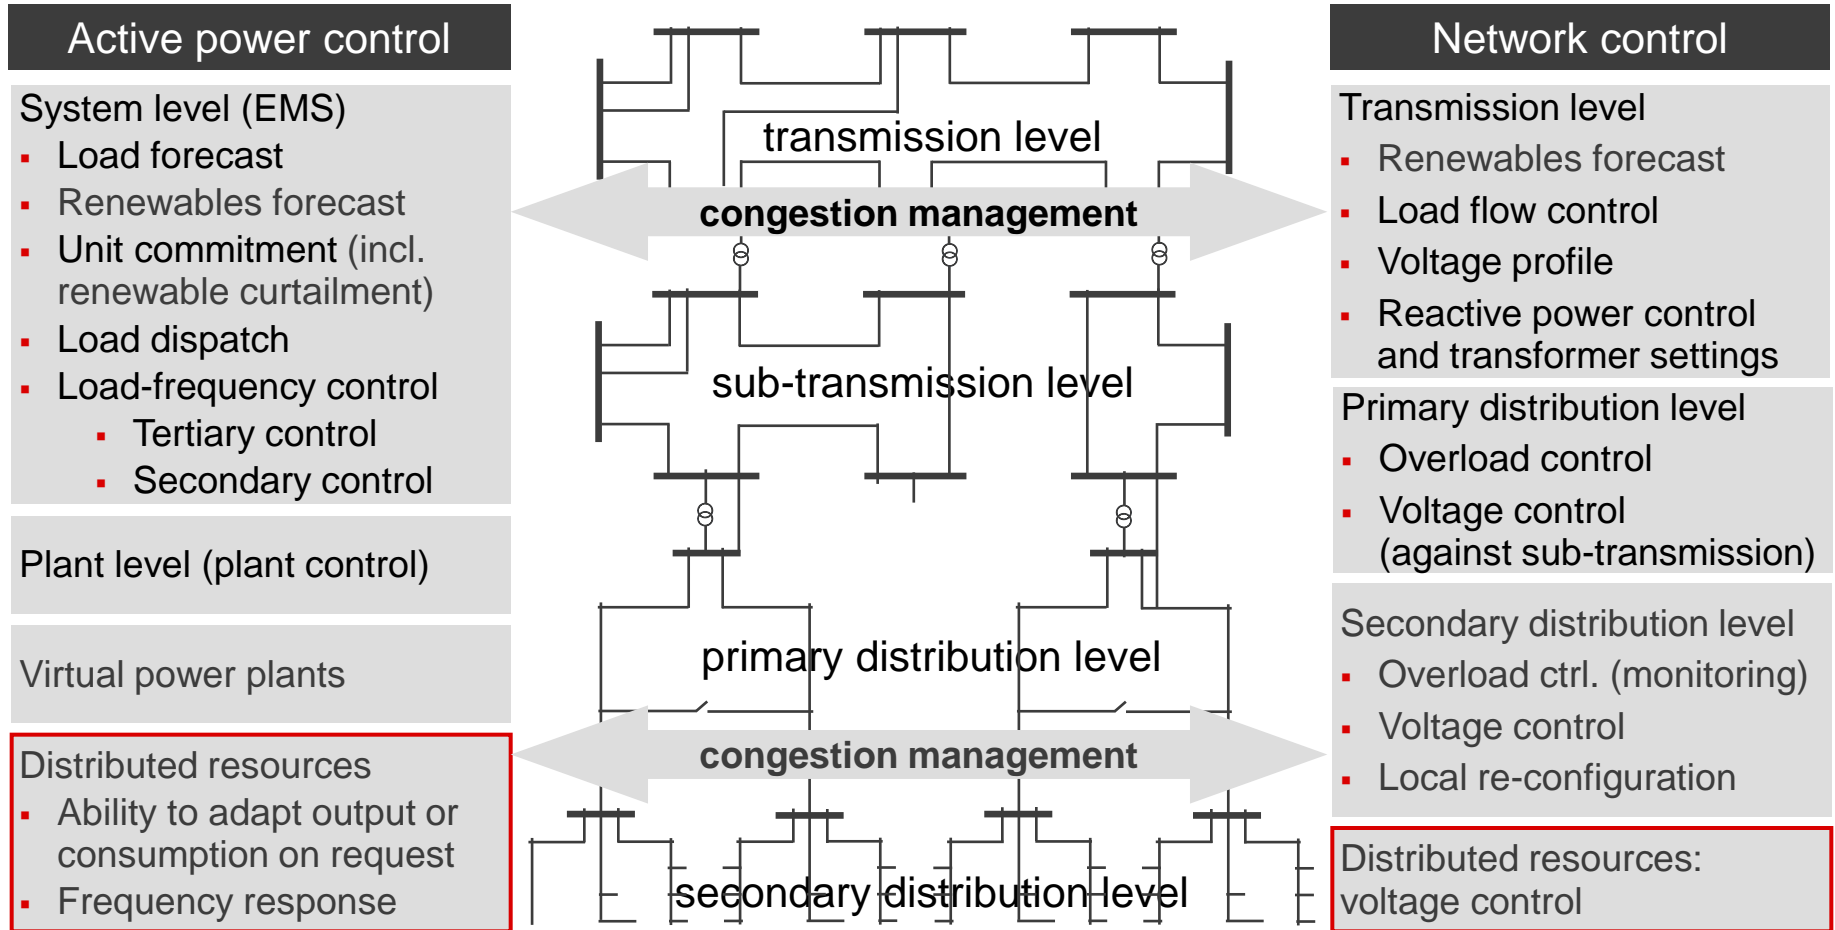 Active power control
System level (EMS)
▪ Load forecast
▪ Renewables forecast
▪ Unit commitment (incl.
renewable curtailment)
▪ Load dispatch
▪ Load-frequency control
▪ Tertiary control
▪ Secondary control
Plant level (plant control)
Virtual power plants
Distributed resources
▪ Ability to adapt output or
consumption on request
▪ Frequency response
transmission level
congestion management
sub-transmission level
primary distribution level
congestion management
secondary distribution level
Network control
Transmission level
▪ Renewables forecast
▪ Load flow control
▪ Voltage profile
▪ Reactive power control
and transformer settings
Primary distribution level
▪ Overload control
▪ Voltage control
(against sub-transmission)
Secondary distribution level
▪ Overload ctrl. (monitoring)
▪ Voltage control
▪ Local re-configuration
Distributed resources:
voltage control